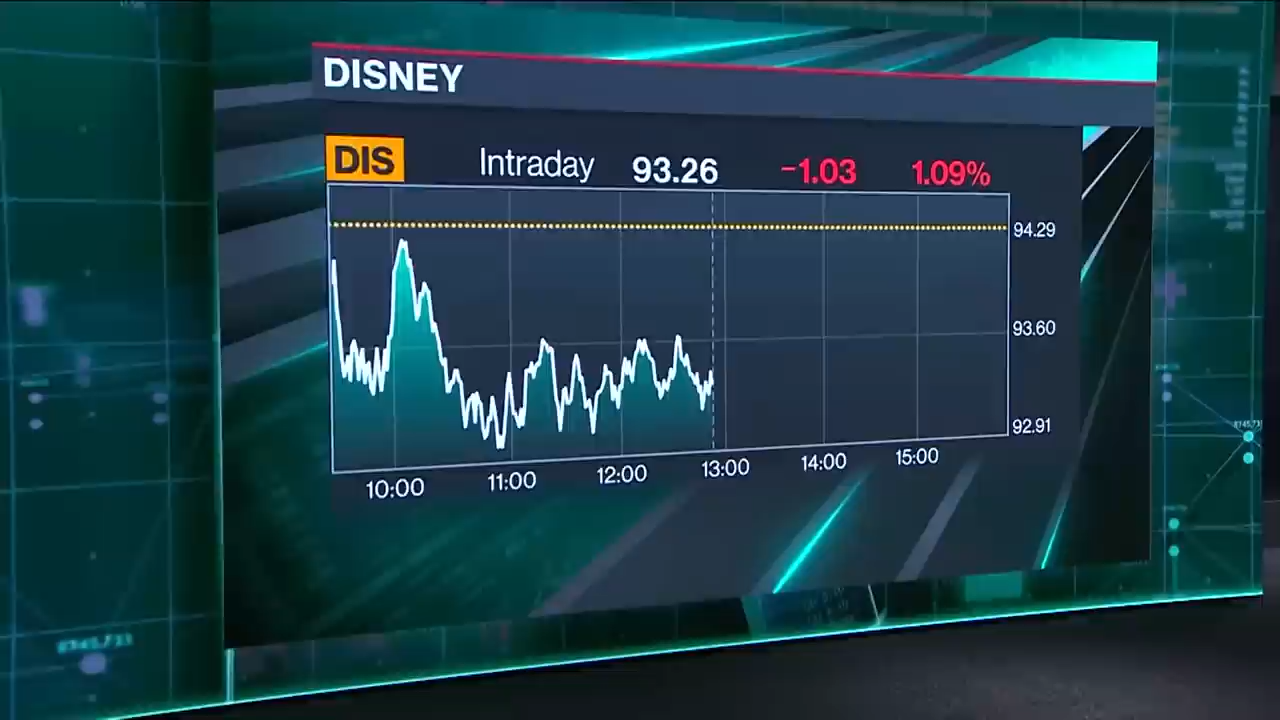 DISNEY
DIS Intraday 93.26 −1.03 1.09%
94.29
93.60
92.91
10:00 11:00 12:00 13:00 14:00 15:00